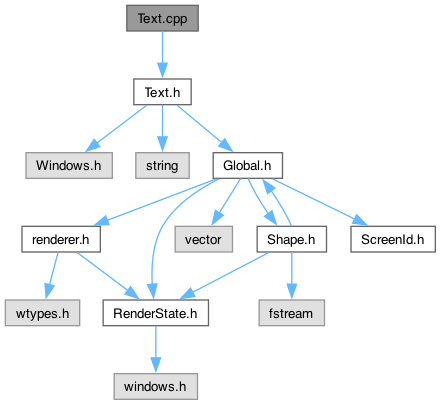 Text.cpp
Text.h
Windows.h
string
Global.h
renderer.h
vector
Shape.h
ScreenId.h
wtypes.h
RenderState.h
fstream
windows.h